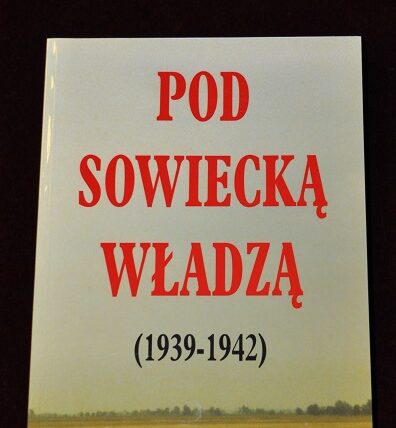 POD
SOWIECKĄ
WŁADZĄ
(1939-1942)